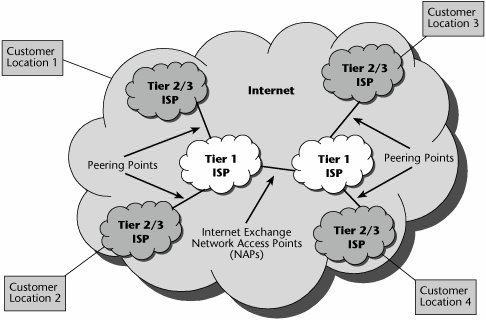 Customer
Location 1
Customer
Location 3
Tier 2/3
ISP
Internet
Tier 2/3
ISP
Peering Points
Tier 1
ISP
Tier 1
ISP
Peering Points
Tier 2/3
ISP
Internet Exchange
Network Access Points
(NAPs)
Tier 2/3
ISP
Customer
Location 2
Customer
Location 4